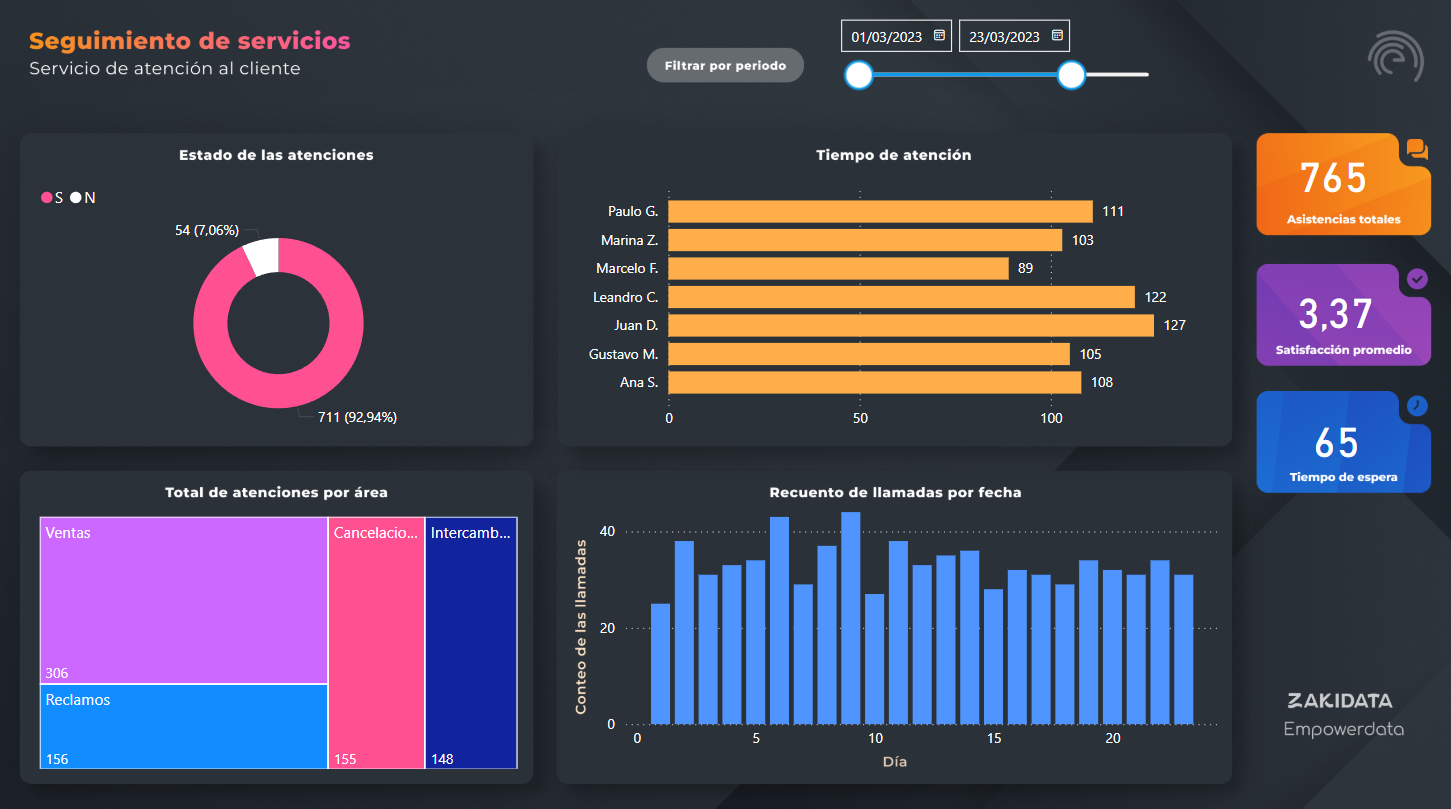 Seguimiento de servicios
Servicio de atención al cliente
Filtrar por periodo
01/03/2023
23/03/2023
Estado de las atenciones
S N
54 (7,06%)
711 (92,94%)
Tiempo de atención
Paulo G. 111
Marina Z. 103
Marcelo F. 89
Leandro C. 122
Juan D. 127
Gustavo M. 105
Ana S. 108
0 50 100
765
Asistencias totales
3,37
Satisfacción promedio
65
Tiempo de espera
Total de atenciones por área
Ventas
306
Reclamos
156
Cancelacio...
155
Intercamb...
148
Recuento de llamadas por fecha
Conteo de las llamadas
40
20
0
0 5 10 15 20
Día
ZAKIDATA
Empowerdata